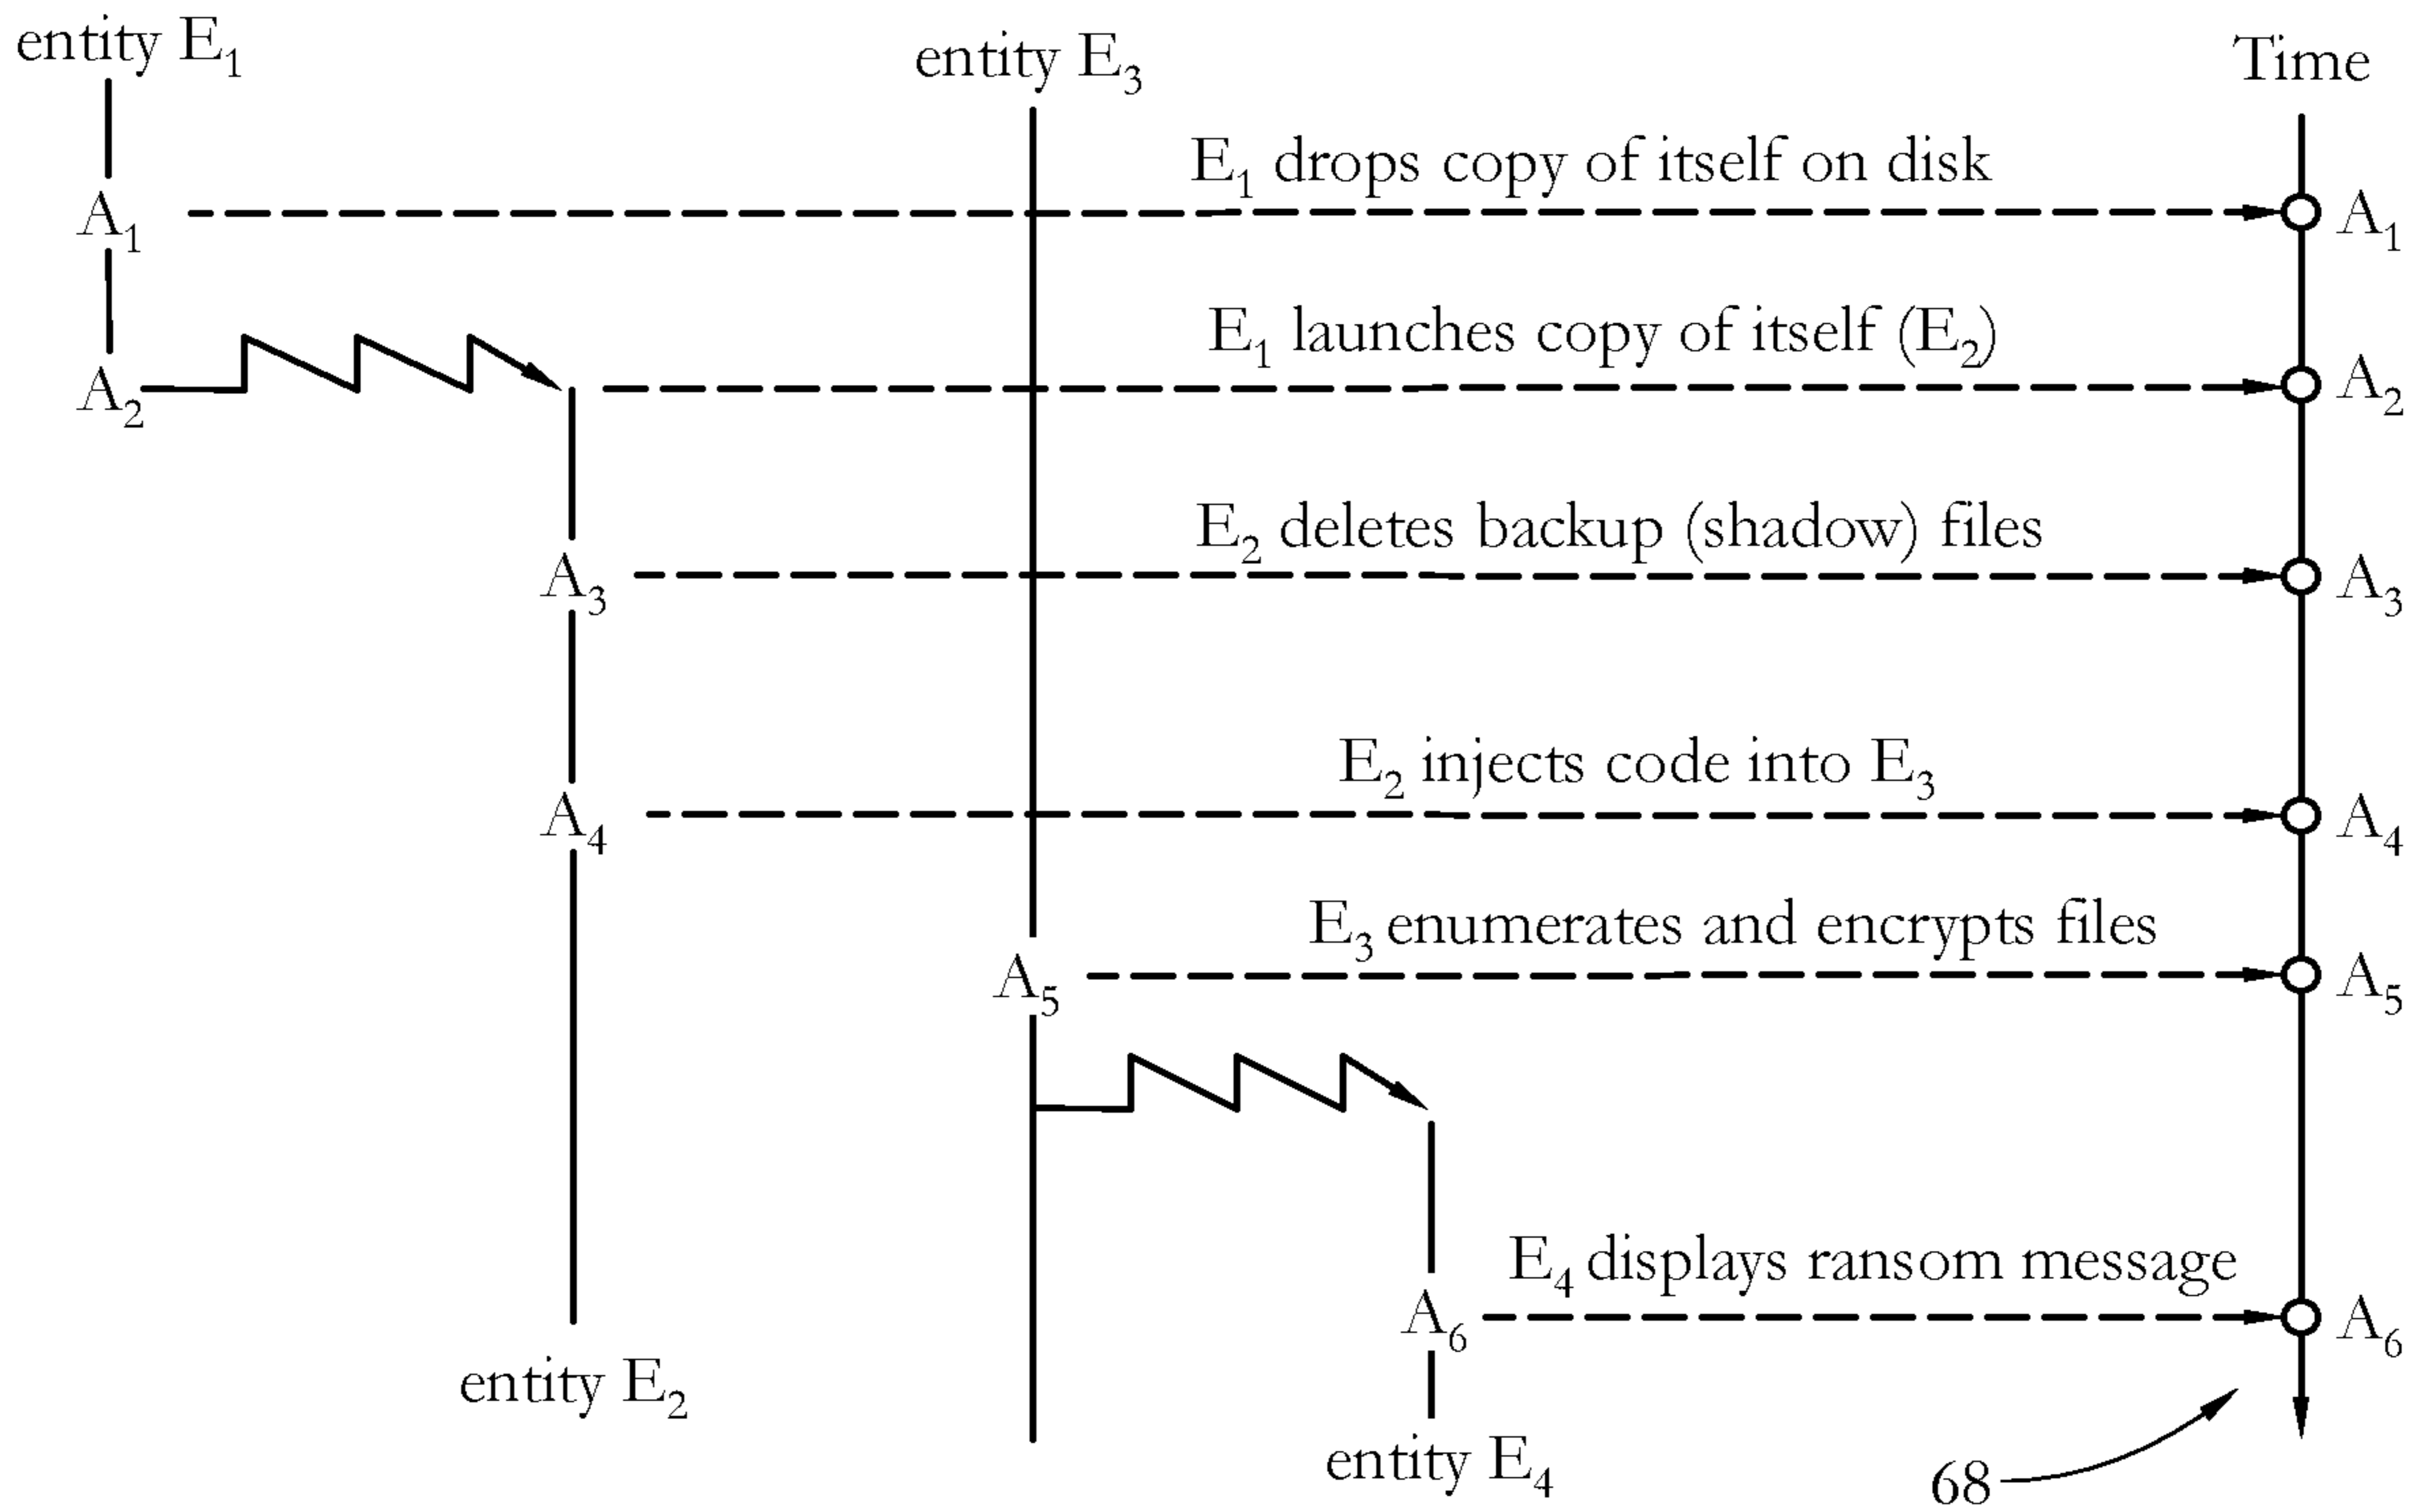 entity E₁
entity E₃
Time
E₁ drops copy of itself on disk
A₁
A₁
E₁ launches copy of itself (E₂)
A₂
A₂
E₂ deletes backup (shadow) files
A₃
A₃
E₂ injects code into E₃
A₄
A₄
E₃ enumerates and encrypts files
A₅
A₅
E₄ displays ransom message
A₆
A₆
entity E₂
entity E₄
68